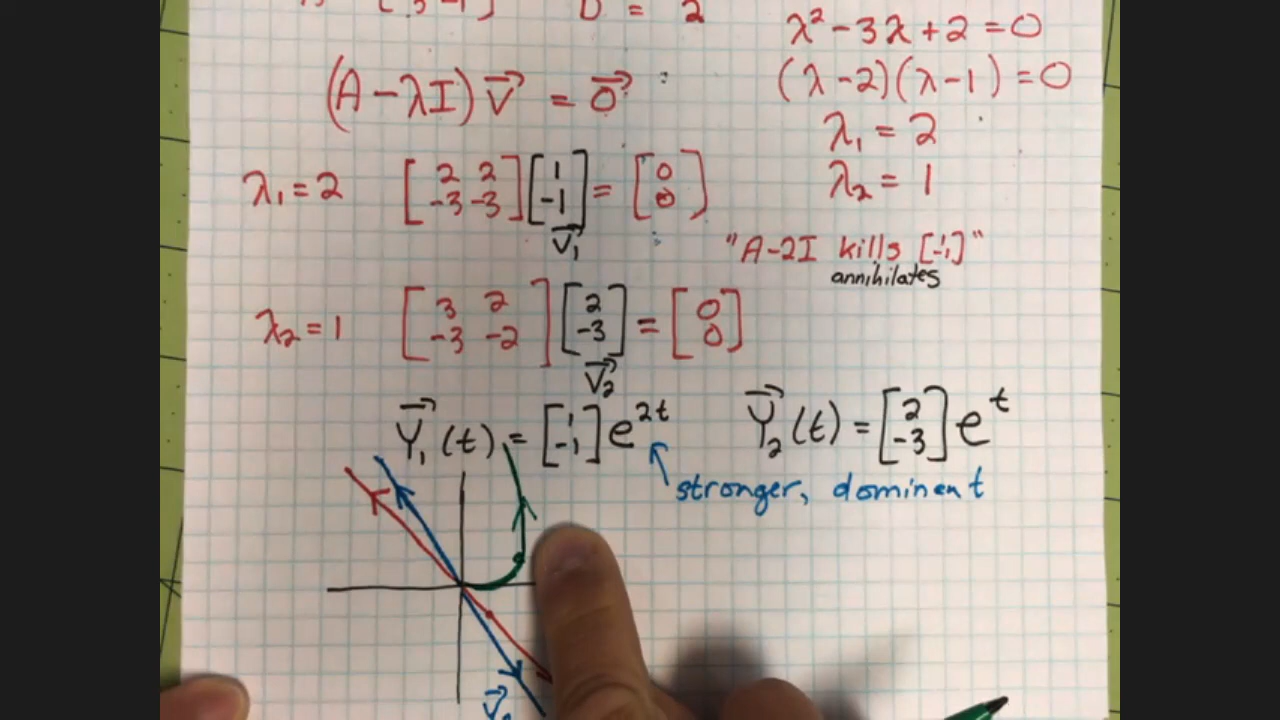 D = 2
λ² - 3λ + 2 = 0
(A - λI) V⃗ = 0⃗
(λ - 2)(λ - 1) = 0
λ₁ = 2
λ₂ = 1
λ₁ = 2 [2 2; -3 -3] [1; -1] = [0; 0]
V⃗₁
"A-2I kills [1; -1]"
annihilates
λ₂ = 1 [3 2; -3 -2] [2; -3] = [0; 0]
V⃗₂
Y⃗₁(t) = [1; -1] e^2t Y⃗₂(t) = [2; -3] e^t
stronger, dominent